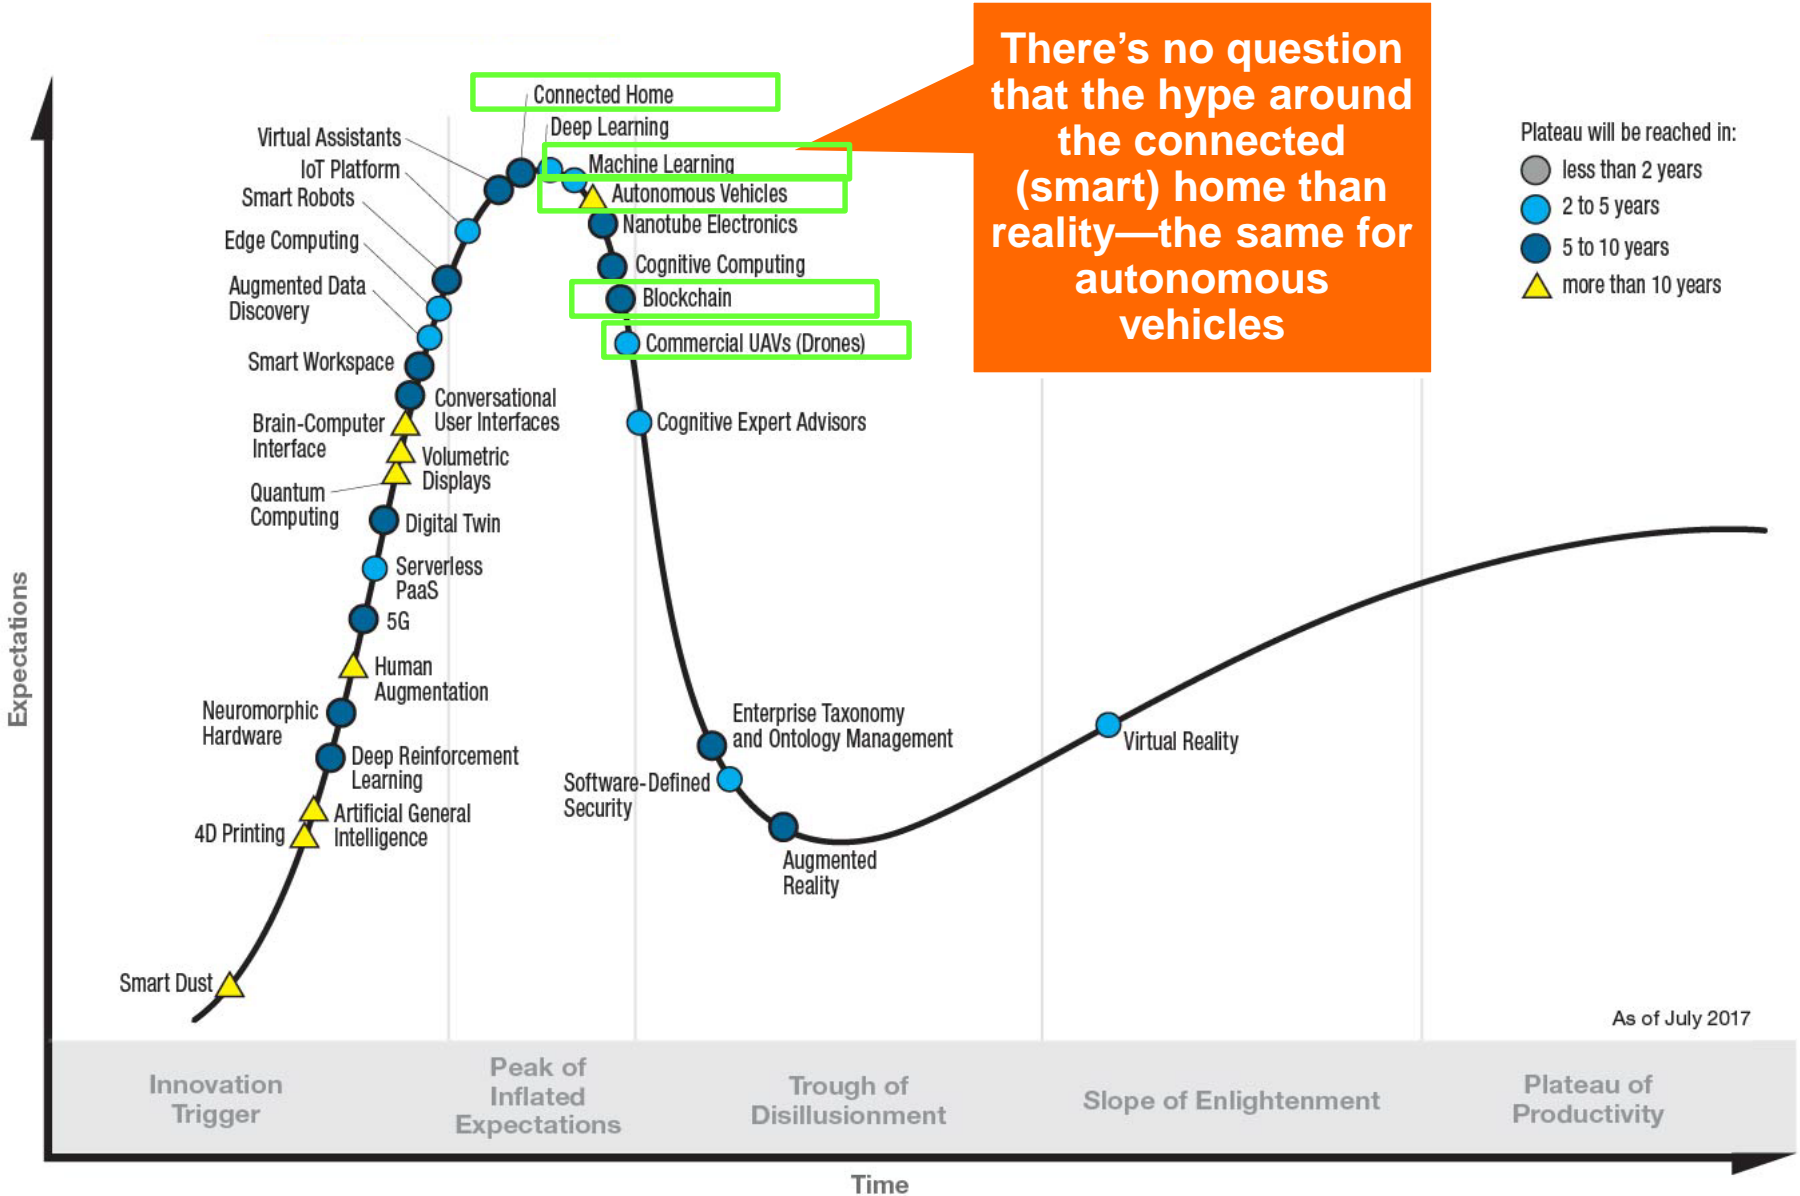 There’s no question
that the hype around
the connected
(smart) home than
reality—the same for
autonomous
vehicles
Connected Home
Deep Learning
Virtual Assistants
Machine Learning
IoT Platform
Autonomous Vehicles
Smart Robots
Nanotube Electronics
Edge Computing
Cognitive Computing
Augmented Data
Discovery
Blockchain
Commercial UAVs (Drones)
Smart Workspace
Conversational
User Interfaces
Brain-Computer
Interface
Cognitive Expert Advisors
Volumetric
Displays
Quantum
Computing
Digital Twin
Serverless
PaaS
5G
Human
Augmentation
Neuromorphic
Hardware
Deep Reinforcement
Learning
Artificial General
Intelligence
4D Printing
Smart Dust
Enterprise Taxonomy
and Ontology Management
Software-Defined
Security
Augmented
Reality
Virtual Reality
Plateau will be reached in:
less than 2 years
2 to 5 years
5 to 10 years
more than 10 years
As of July 2017
Expectations
Innovation
Trigger
Peak of
Inflated
Expectations
Trough of
Disillusionment
Slope of Enlightenment
Plateau of
Productivity
Time